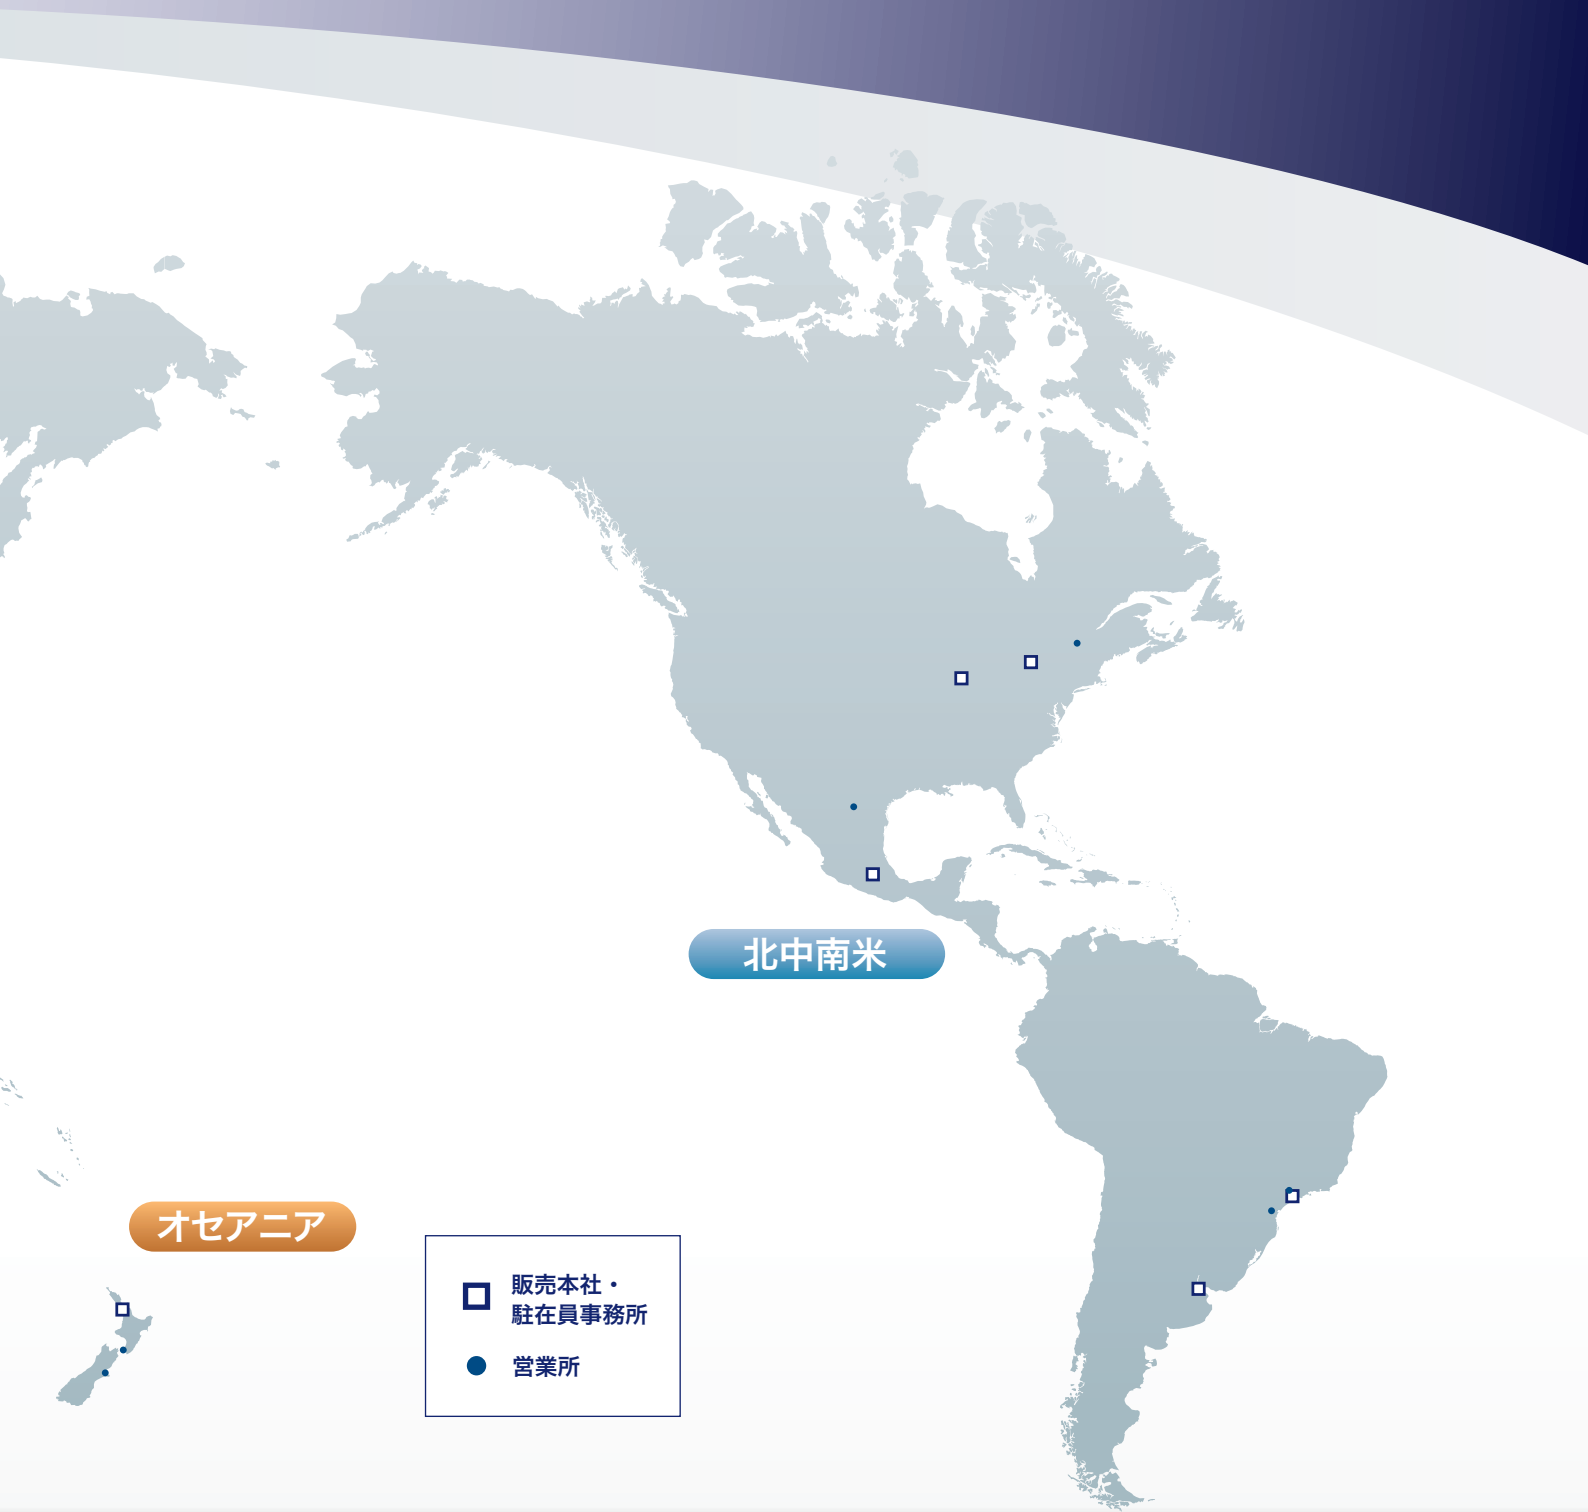 北中南米
オセアニア
販売本社・
駐在員事務所
営業所